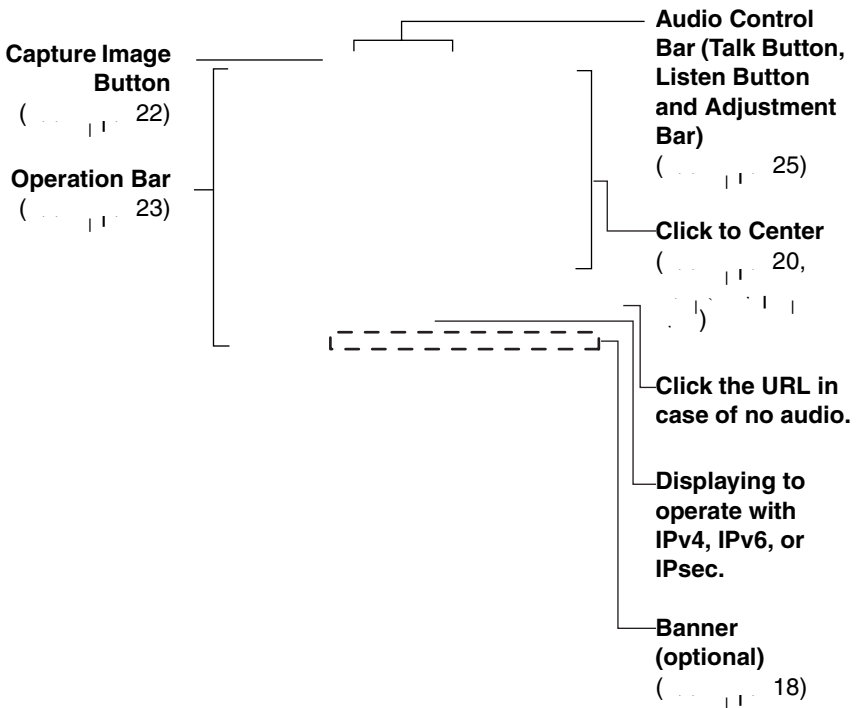 Capture Image
Button
( 22)
Operation Bar
( 23)
Audio Control
Bar (Talk Button,
Listen Button
and Adjustment
Bar)
( 25)
Click to Center
( 20,
)
Click the URL in
case of no audio.
Displaying to
operate with
IPv4, IPv6, or
IPsec.
Banner
(optional)
( 18)